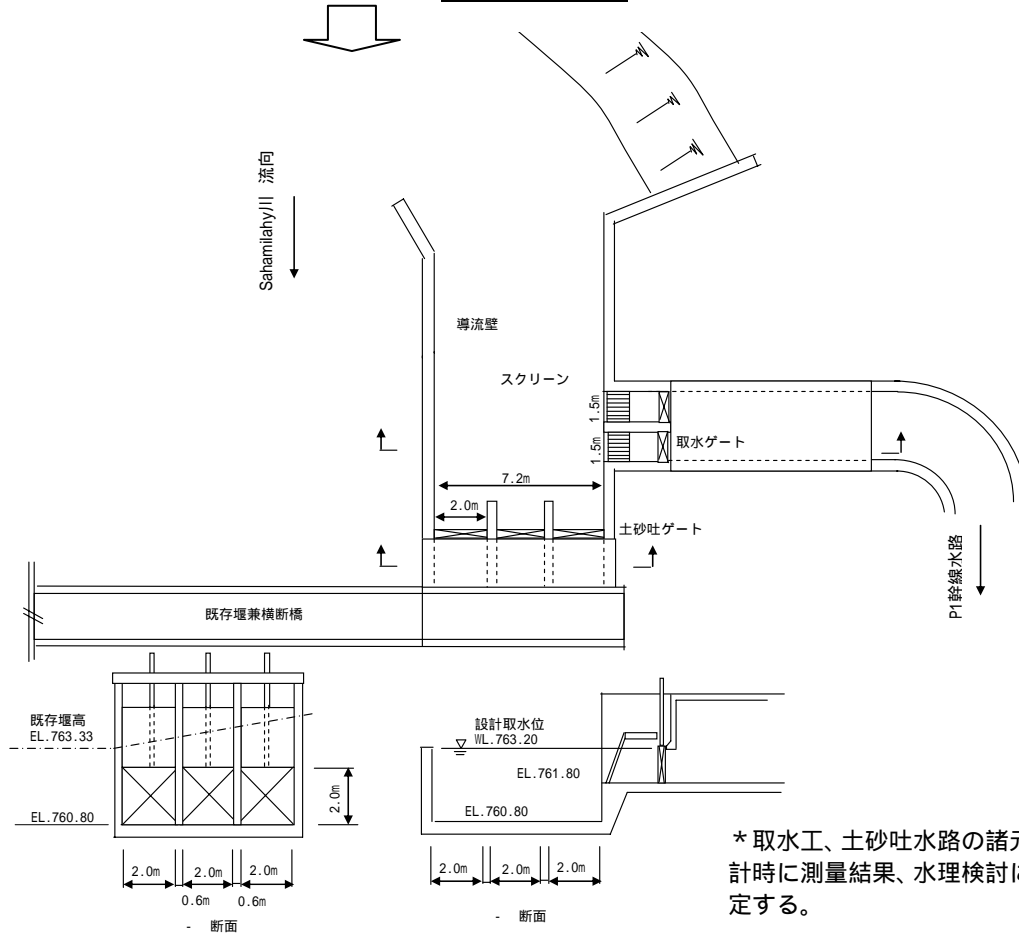 Sahamilahy川 流向
導流壁
スクリーン
1.5m
1.5m
取水ゲート
7.2m
2.0m
土砂吐ゲート
P1幹線水路
既存堰兼横断橋
既存堰高
EL.763.33
EL.760.80
2.0m
2.0m
2.0m
2.0m
0.6m
0.6m
- 断面
設計取水位
WL.763.20
EL.761.80
EL.760.80
2.0m
2.0m
2.0m
- 断面
*取水工、土砂吐水路の諸元
計時に測量結果、水理検討に
定する。